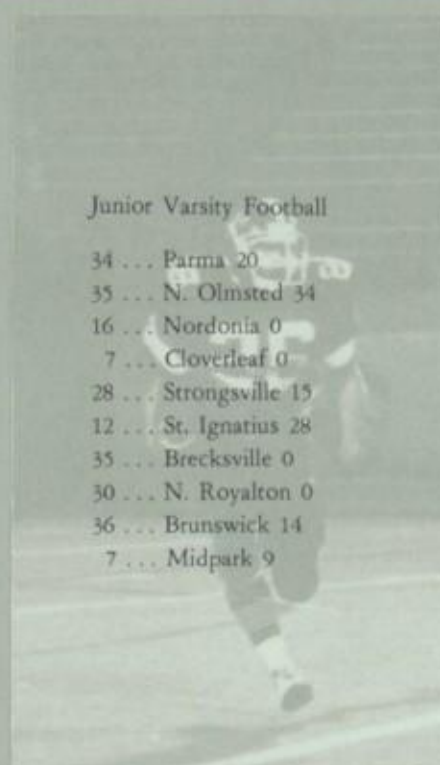 Junior Varsity Football
34 ... Parma 20
35 ... N. Olmsted 34
16 ... Nordonia 0
7 ... Cloverleaf 0
28 ... Strongsville 15
12 ... St. Ignatius 28
35 ... Brecksville 0
30 ... N. Royalton 0
36 ... Brunswick 14
7 ... Midpark 9